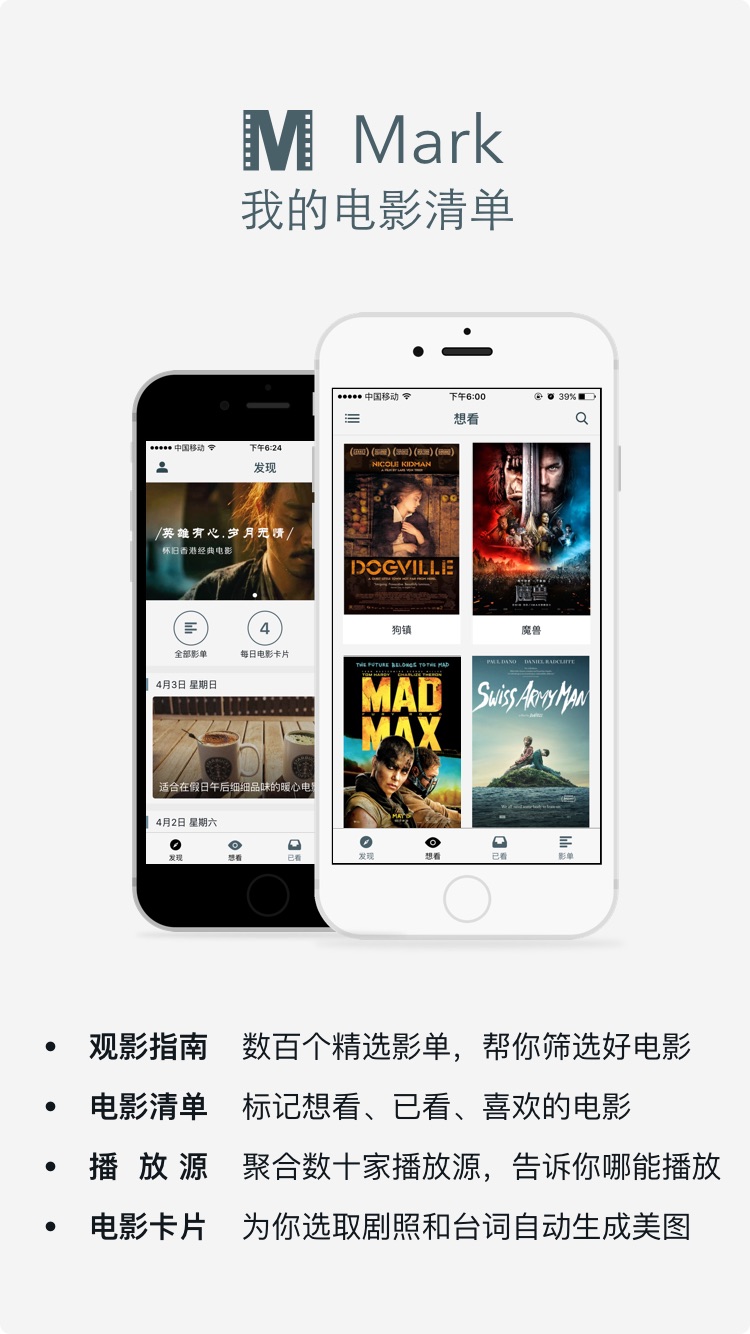 M Mark
我的电影清单
中国移动 下午6:24
发现
/英雄有心.岁月无情/
怀旧香港经典电影
4
全部影单 每日电影卡片
4月3日 星期日
适合在假日午后细细品味的暖心电影
4月2日 星期六
发现 想看 已看
中国移动 下午6:00 39%
想看
NICOLE KIDMAN
DOGVILLE
狗镇
魔兽
魔兽
THE FUTURE BELONGS TO THE MAD
TOM HARDY CHARLIZE THERON
MAD
MAX
MAY 15
PAUL DANO DANIEL RADCLIFFE
SWISS ARMY MAN
发现 想看 已看 影单
• 观影指南 数百个精选影单，帮你筛选好电影
• 电影清单 标记想看、已看、喜欢的电影
• 播 放 源 聚合数十家播放源，告诉你哪能播放
• 电影卡片 为你选取剧照和台词自动生成美图